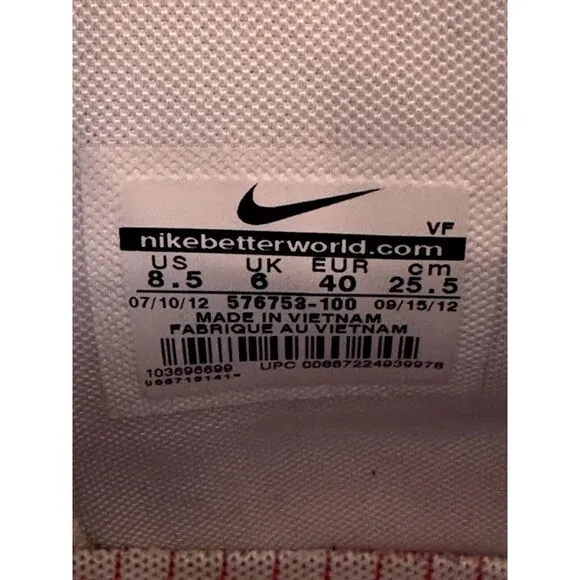 VF
nikebetterworld.com
US UK EUR cm
8.5 6 40 25.5
07/10/12 576753-100 09/15/12
MADE IN VIETNAM
FABRIQUE AU VIETNAM
103696699 UPC 00887224939978